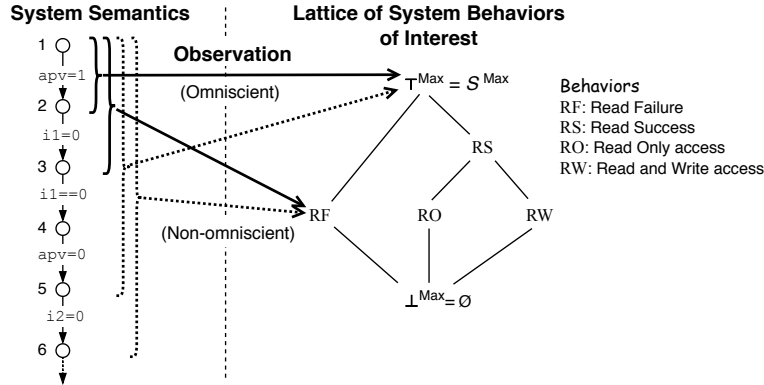 System Semantics
Lattice of System Behaviors
of Interest
Observation
(Omniscient)
(Non-omniscient)
1
apv=1
2
i1=0
3
i1==0
4
apv=0
5
i2=0
6
⊤Max = S Max
RS
RF
RO
RW
⊥Max = Ø
Behaviors
RF: Read Failure
RS: Read Success
RO: Read Only access
RW: Read and Write access